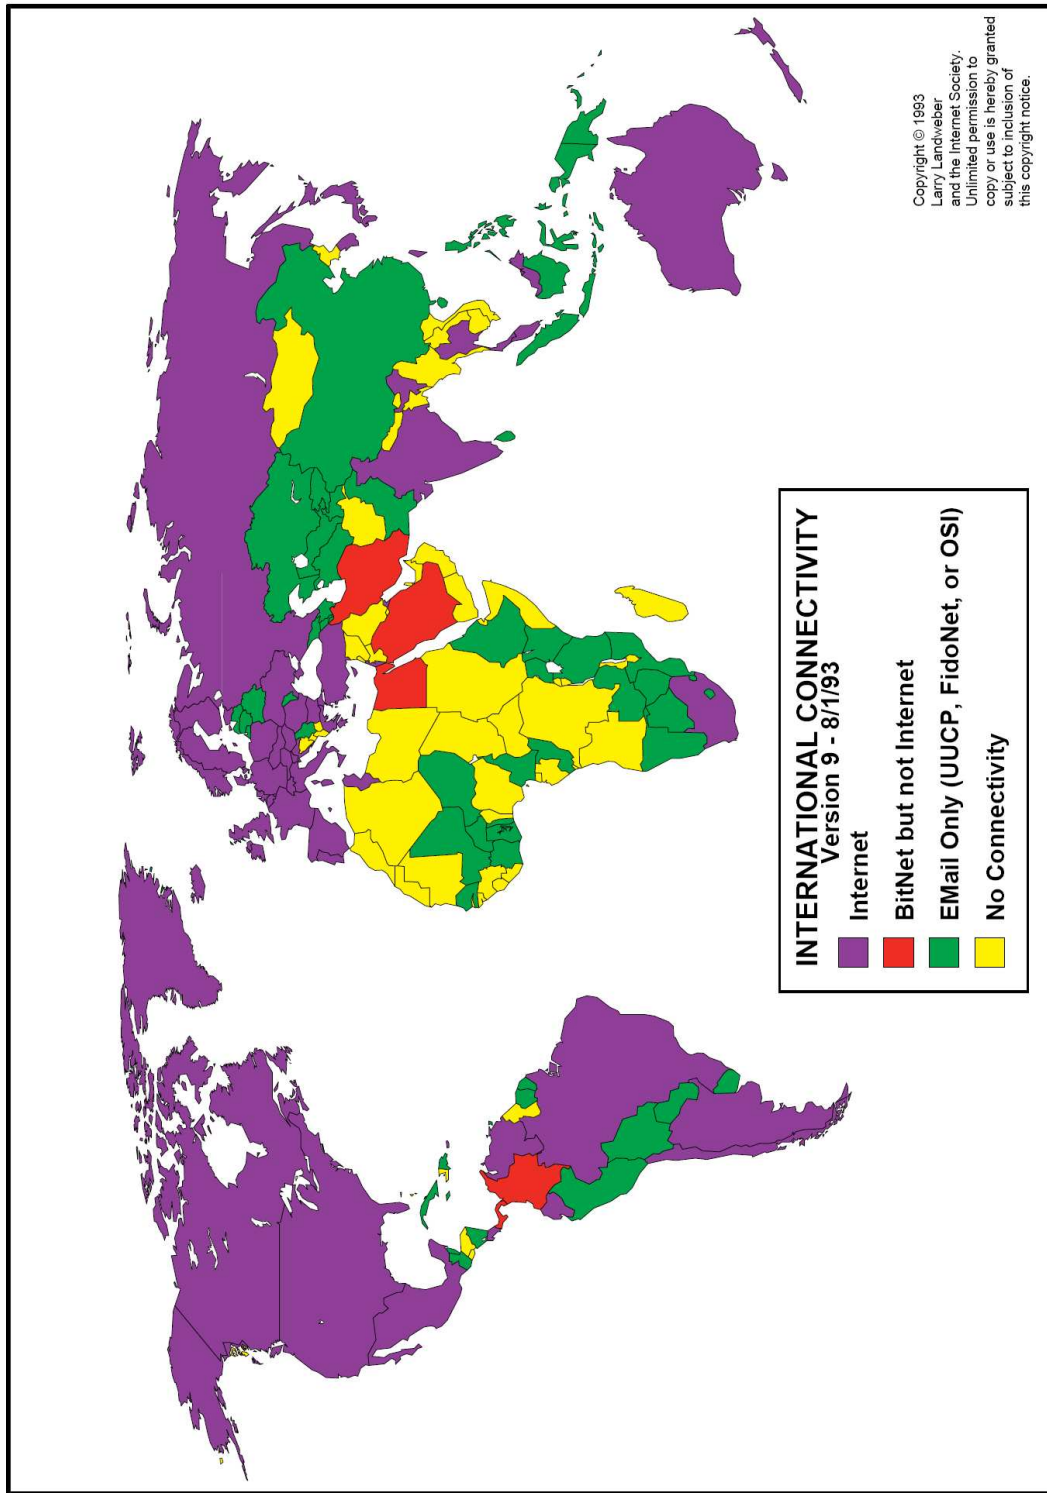 INTERNATIONAL CONNECTIVITY
Version 9 - 8/1/93
Internet
BitNet but not Internet
EMail Only (UUCP, FidoNet, or OSI)
No Connectivity
Copyright © 1993
Larry Landweber
and the Internet Society.
Unlimited permission to
copy or use is hereby granted
subject to inclusion of
this copyright notice.